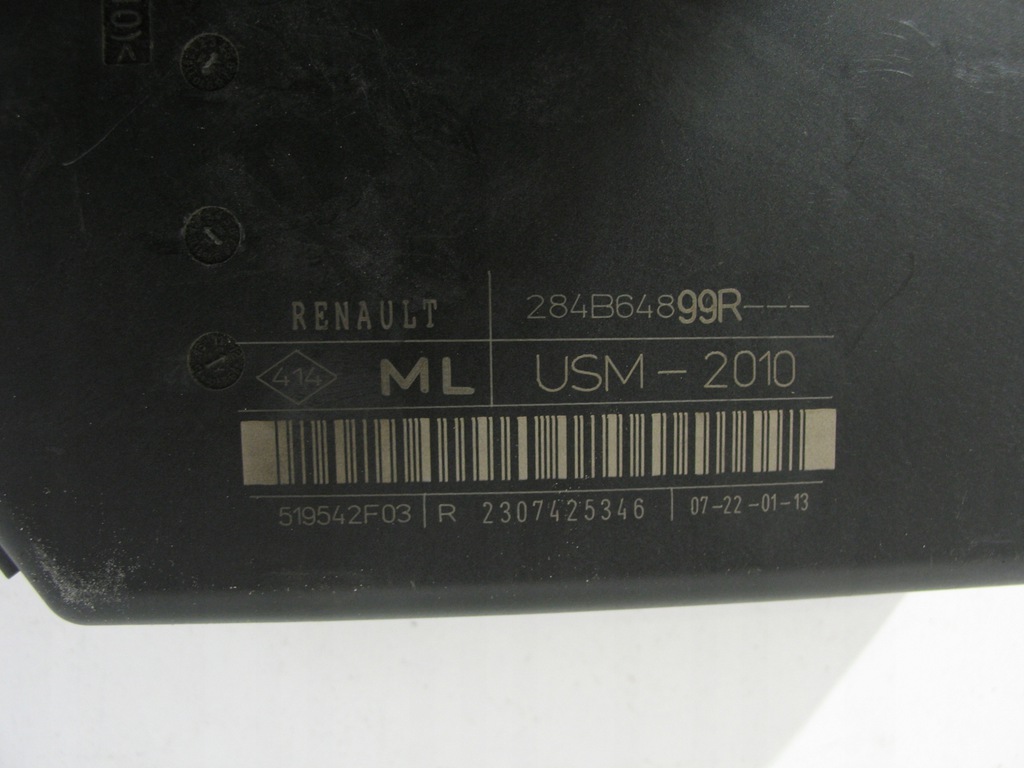 RENAULT 284B64899R---
414 ML USM-2010
519542F03 R 2307425346 07-22-01-13